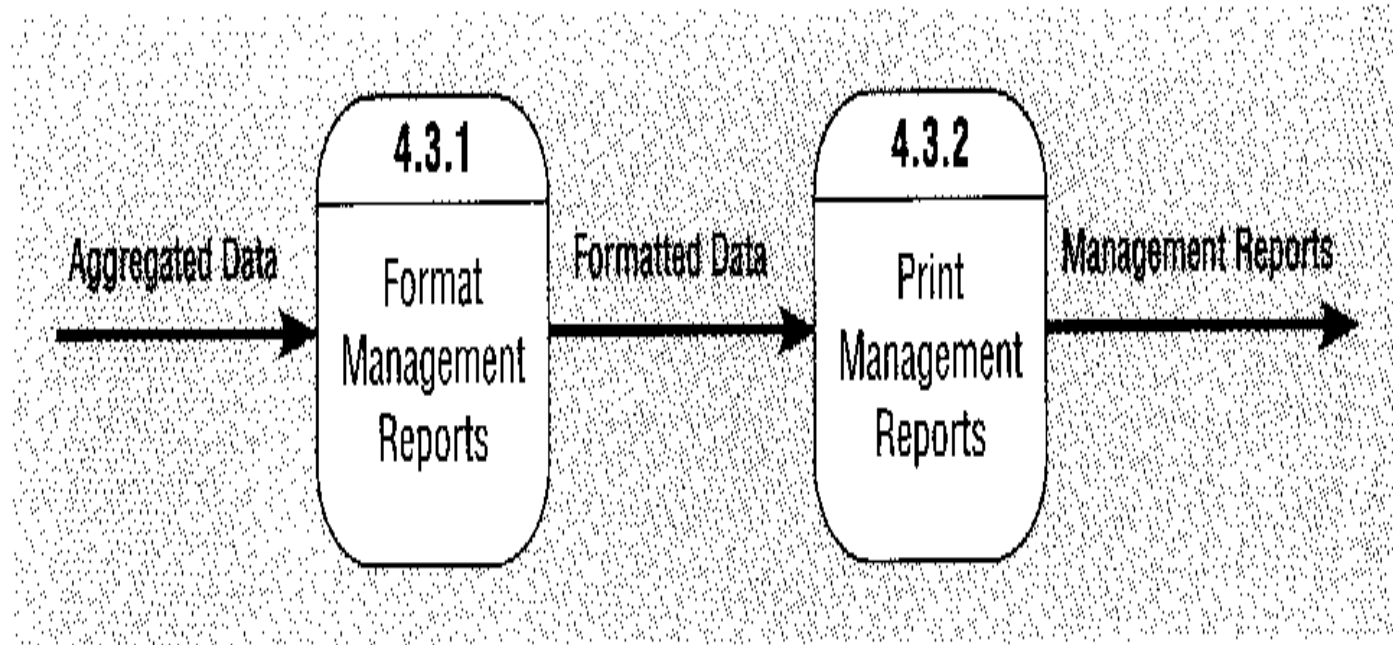 Aggregated Data
4.3.1
Format
Management
Reports
Formatted Data
4.3.2
Print
Management
Reports
Management Reports